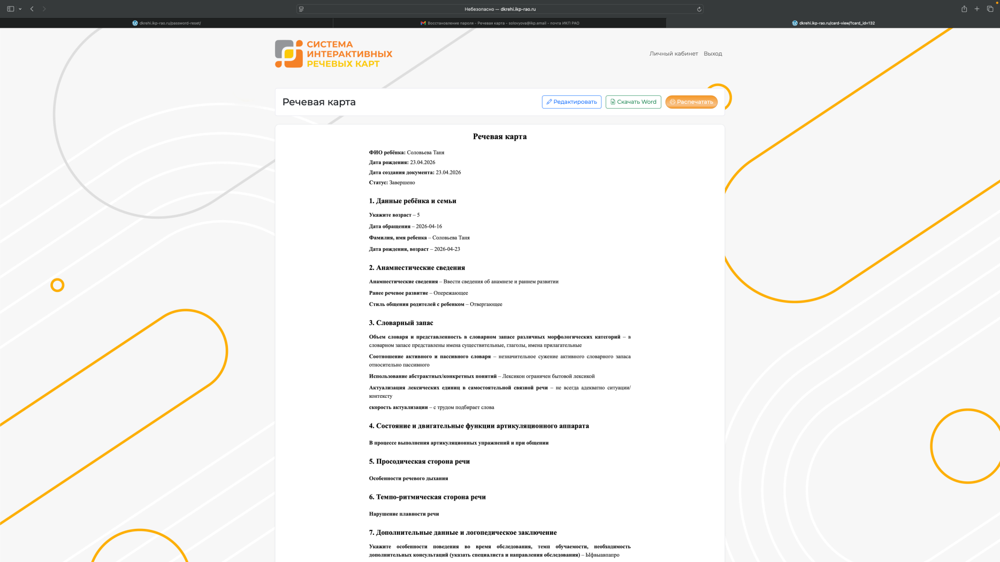 Небезопасно — dkrehi.ikp-rao.ru
dkrehi.ikp-rao.ru/password-reset/
Восстановление пароля - Речевая карта - solovyova@ikp.email - почта ИКП РАО
dkrehi.ikp-rao.ru/card-view/?card_id=132
СИСТЕМА
ИНТЕРАКТИВНЫХ
РЕЧЕВЫХ КАРТ
Личный кабинет Выход
Речевая карта
Редактировать
Скачать Word
Распечатать
Речевая карта
ФИО ребёнка: Соловьева Таня
Дата рождения: 23.04.2026
Дата создания документа: 23.04.2026
Статус: Завершено
1. Данные ребёнка и семьи
Укажите возраст – 5
Дата обращения – 2026-04-16
Фамилия, имя ребенка – Соловьева Таня
Дата рождения, возраст – 2026-04-23
2. Анамнестические сведения
Анамнестические сведения – Ввести сведения об анамнезе и раннем развитии
Ранее речевое развитие – Опережающее
Стиль общения родителей с ребенком – Отвергающее
3. Словарный запас
Объем словаря и представленность в словарном запасе различных морфологических категорий – в
словарном запасе представлены имена существительные, глаголы, имена прилагательные
Соотношение активного и пассивного словаря – незначительное сужение активного словарного запаса
относительно пассивного
Использование абстрактных/конкретных понятий – Лексикон ограничен бытовой лексикой
Актуализация лексических единиц в самостоятельной связной речи – не всегда адекватно ситуации/
контексту
скорость актуализации – с трудом подбирает слова
4. Состояние и двигательные функции артикуляционного аппарата
В процессе выполнения артикуляционных упражнений и при общении
5. Просодическая сторона речи
Особенности речевого дыхания
6. Темпо-ритмическая сторона речи
Нарушение плавности речи
7. Дополнительные данные и логопедическое заключение
Укажите особенности поведения во время обследования, темп обучаемости, необходимость
дополнительных консультаций (указать специалиста и направления обследования) – Ыфвыавпапро